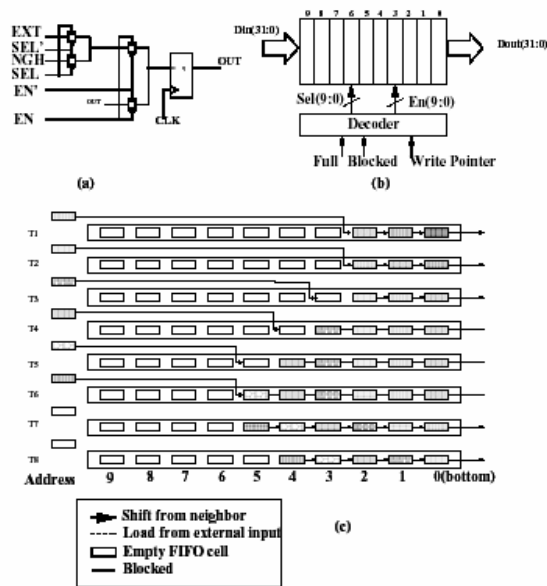 EXT
SEL'
NGH
SEL
EN'
EN
OUT
OUT
CLK
(a)
9 8 7 6 5 4 3 2 1 0
Din(31:0)
Dout(31:0)
Sel(9:0)
En(9:0)
Decoder
Full Blocked Write Pointer
(b)
T1
T2
T3
T4
T5
T6
T7
T8
Address 9 8 7 6 5 4 3 2 1 0(bottom)
Shift from neighbor
Load from external input
Empty FIFO cell
Blocked
(c)